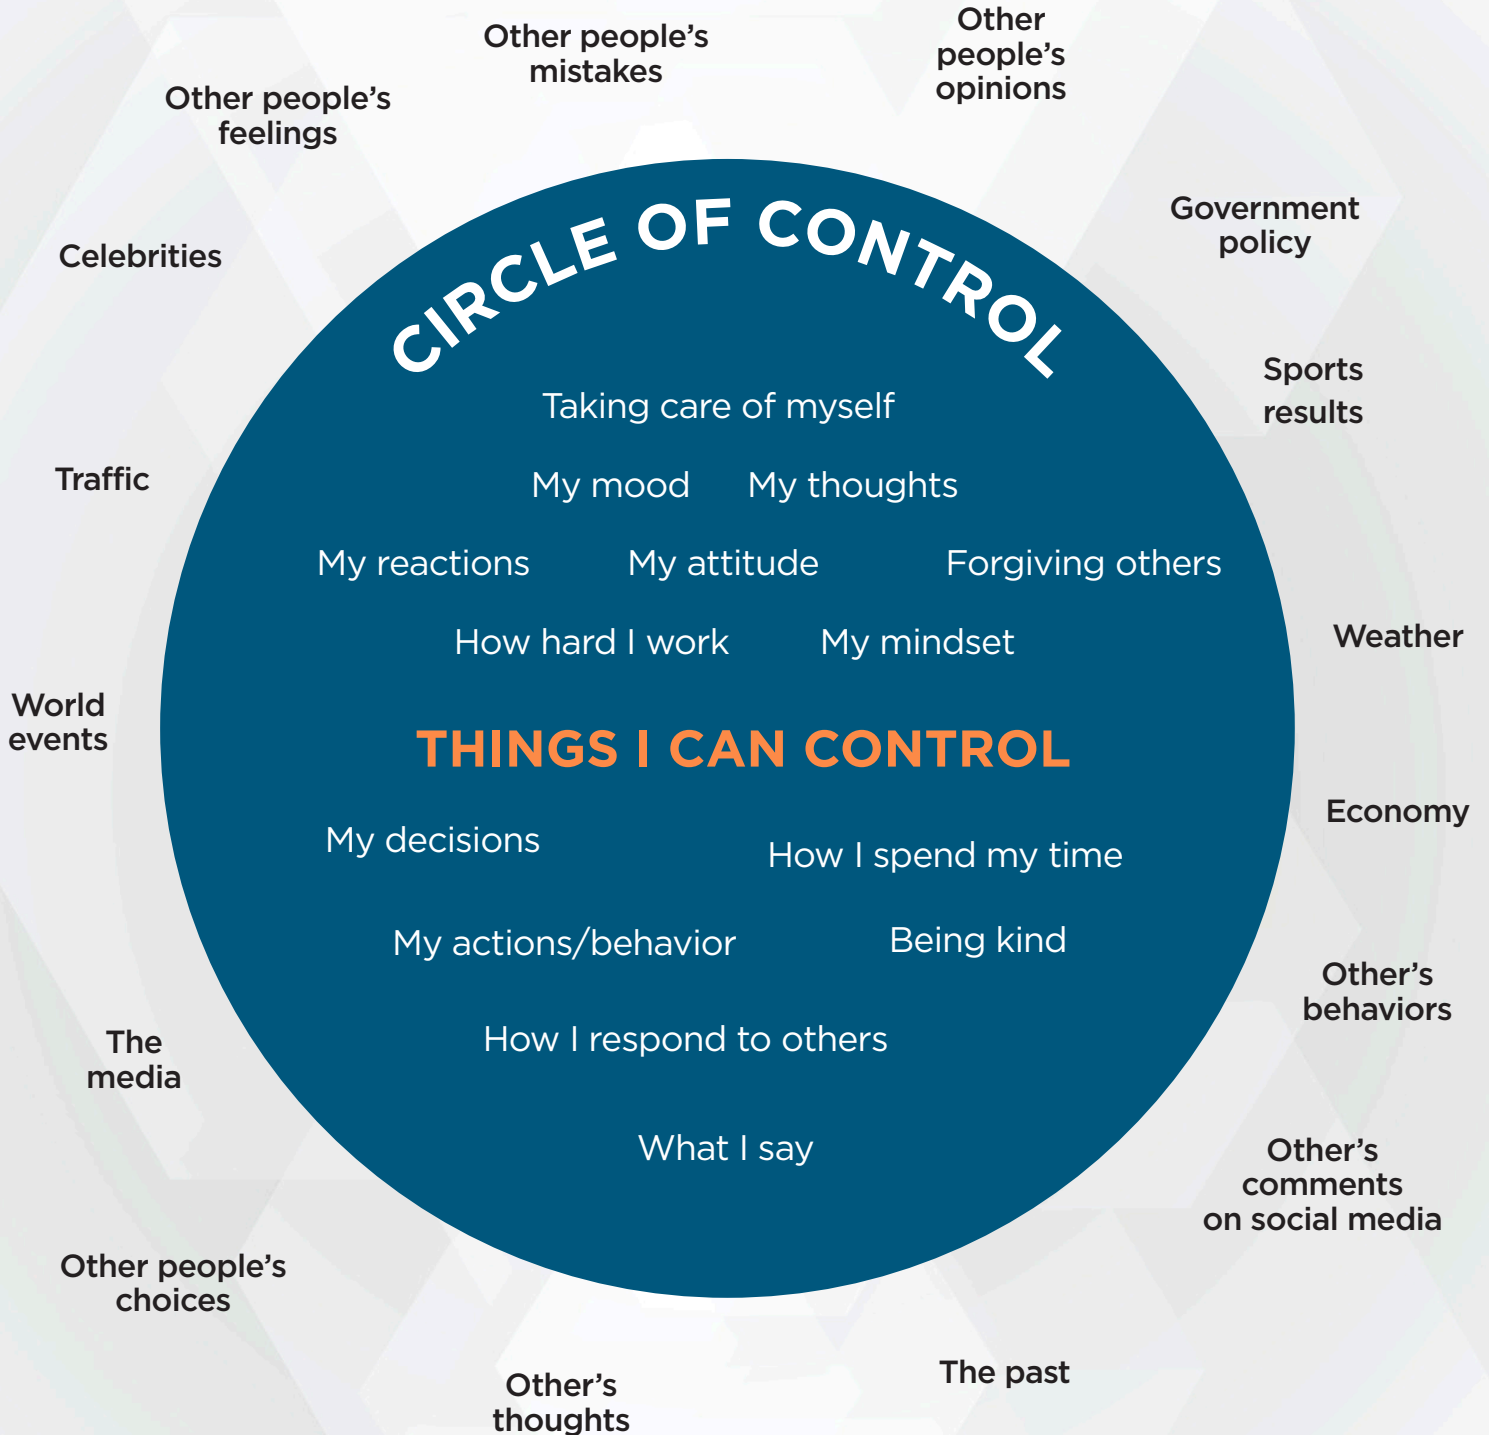 Other people’s
mistakes
Other
people’s
opinions
Other people’s
feelings
Government
policy
Celebrities
CIRCLE OF CONTROL
Sports
results
Taking care of myself
Traffic
My mood
My thoughts
My reactions
My attitude
Forgiving others
How hard I work
My mindset
Weather
World
events
THINGS I CAN CONTROL
Economy
My decisions
How I spend my time
My actions/behavior
Being kind
Other’s
behaviors
How I respond to others
The
media
What I say
Other’s
comments
on social media
Other people’s
choices
The past
Other’s
thoughts